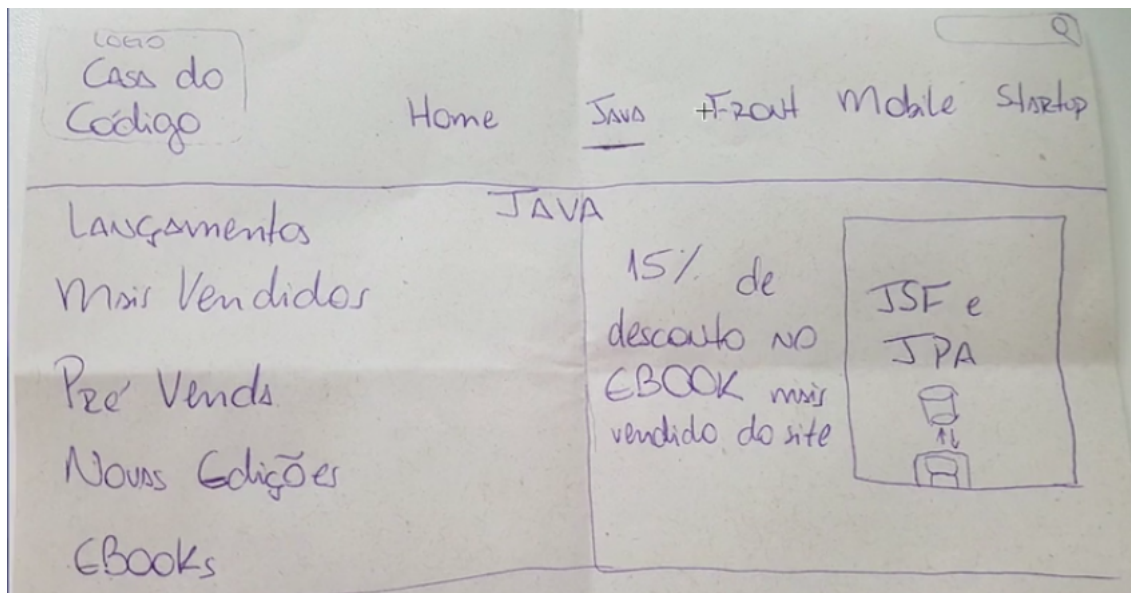 LOGO
Casa do
Código
Home Java +Front Mobile Startup
JAVA
Lançamentos
Mais Vendidos
Pré Venda
Novas Edições
EBOOKs
15% de
desconto no
EBOOK mais
vendido do site
JSF e
JPA